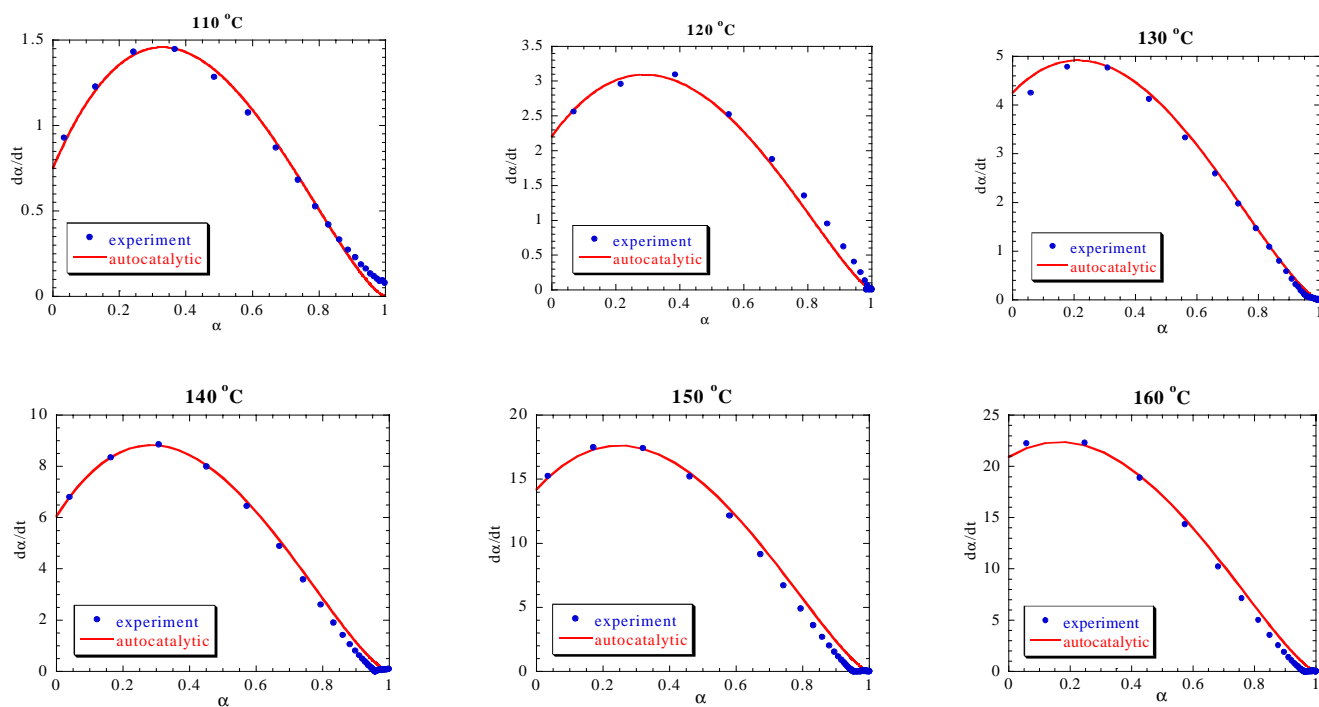 110 °C
1.5
1
0.5
0
dα/dt
experiment
autocatalytic
0 0.2 0.4 0.6 0.8 1
α
120 °C
3.5
3
2.5
2
1.5
1
0.5
0
dα/dt
experiment
autocatalytic
0 0.2 0.4 0.6 0.8 1
α
130 °C
5
4
3
2
1
0
dα/dt
experiment
autocatalytic
0 0.2 0.4 0.6 0.8 1
α
140 °C
10
8
6
4
2
0
dα/dt
experiment
autocatalytic
0 0.2 0.4 0.6 0.8 1
α
150 °C
20
15
10
5
0
dα/dt
experiment
autocatalytic
0 0.2 0.4 0.6 0.8 1
α
160 °C
25
20
15
10
5
0
dα/dt
experiment
autocatalytic
0 0.2 0.4 0.6 0.8 1
α